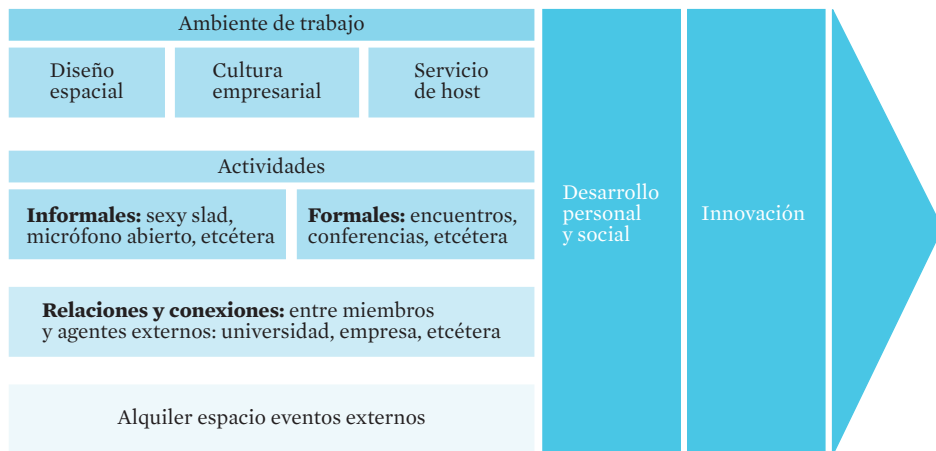 Ambiente de trabajo
Diseño
espacial
Cultura
empresarial
Servicio
de host
Actividades
Informales: sexy slad,
micrófono abierto, etcétera
Formales: encuentros,
conferencias, etcétera
Relaciones y conexiones: entre miembros
y agentes externos: universidad, empresa, etcétera
Alquiler espacio eventos externos
Desarrollo
personal
y social
Innovación